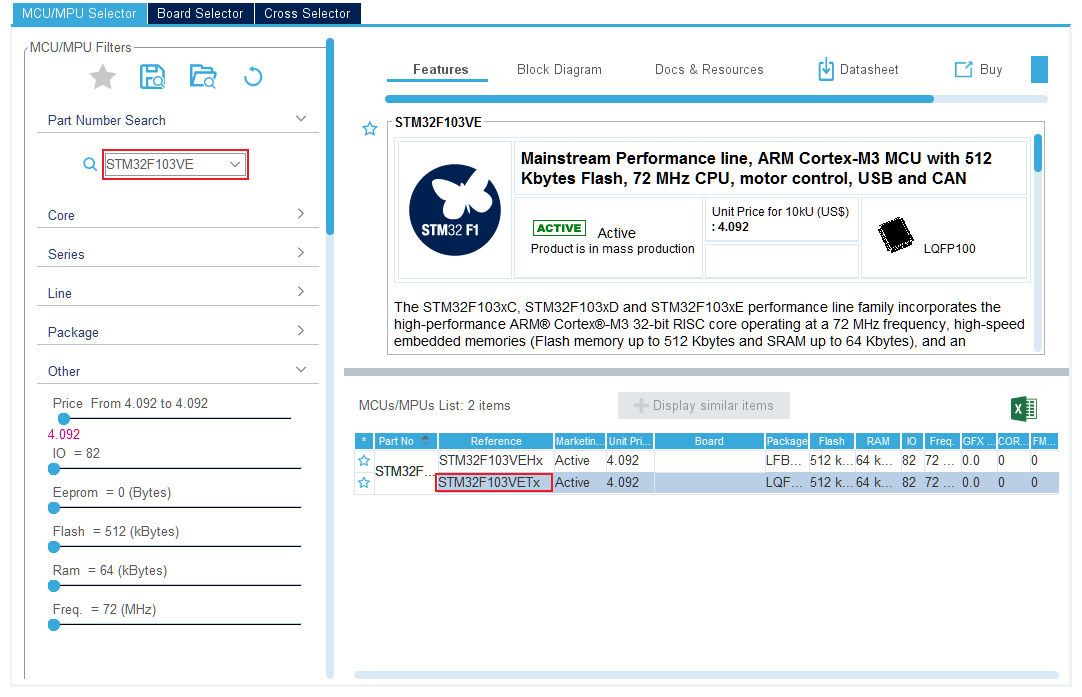 MCU/MPU Selector Board Selector Cross Selector
MCU/MPU Filters
Part Number Search
STM32F103VE
Core
Series
Line
Package
Other
Price From 4.092 to 4.092
4.092
IO = 82
Eeprom = 0 (Bytes)
Flash = 512 (kBytes)
Ram = 64 (kBytes)
Freq. = 72 (MHz)
Features Block Diagram Docs & Resources Datasheet Buy
STM32F103VE
STM32 F1
Mainstream Performance line, ARM Cortex-M3 MCU with 512
Kbytes Flash, 72 MHz CPU, motor control, USB and CAN
ACTIVE Active
Product is in mass production
Unit Price for 10kU (US$)
: 4.092
LQFP100
The STM32F103xC, STM32F103xD and STM32F103xE performance line family incorporates the
high-performance ARM® Cortex®-M3 32-bit RISC core operating at a 72 MHz frequency, high-speed
embedded memories (Flash memory up to 512 Kbytes and SRAM up to 64 Kbytes), and an
MCUs/MPUs List: 2 items
Display similar items
X
* Part No Reference Marketin... Unit Pri... Board Package Flash RAM IO Freq. GFX ... COR... FM...
STM32F...
STM32F103VEHx Active 4.092 LFB... 512 k... 64 k... 82 72 ... 0.0 0 0
STM32F103VETx Active 4.092 LQF... 512 k... 64 k... 82 72 ... 0.0 0 0